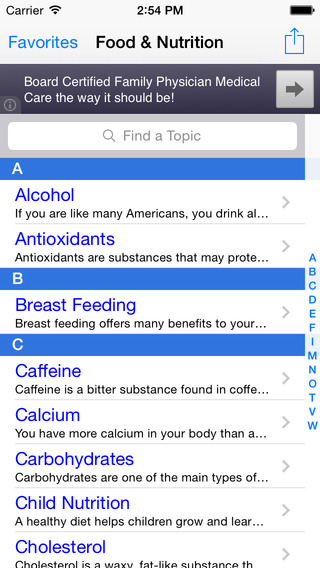 Carrier 2:54 PM
Favorites Food & Nutrition
Board Certified Family Physician Medical
Care the way it should be!
Find a Topic
A
Alcohol
If you are like many Americans, you drink al...
Antioxidants
Antioxidants are substances that may prote...
B
Breast Feeding
Breast feeding offers many benefits to your...
C
Caffeine
Caffeine is a bitter substance found in coffe...
Calcium
You have more calcium in your body than a...
Carbohydrates
Carbohydrates are one of the main types of...
Child Nutrition
A healthy diet helps children grow and lear...
Cholesterol
Cholesterol is a waxy, fat-like substance th...
A
B
C
D
E
F
I
M
N
O
T
V
W